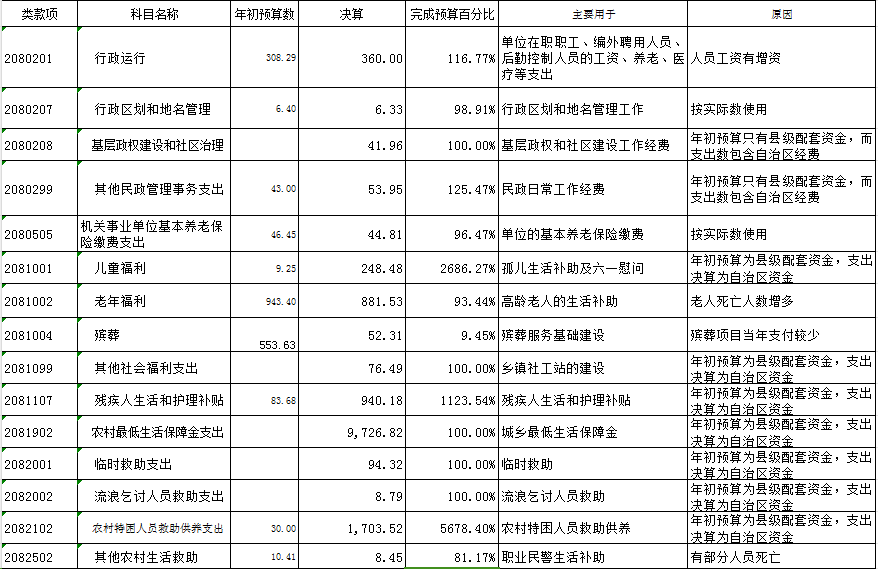 类款项 科目名称 年初预算数 决算 完成预算百分比 主要用于 原因
2080201 行政运行 308.29 360.00 116.77% 单位在职职工、编外聘用人员、
后勤控制人员的工资、养老、医
疗等支出 人员工资有增资
2080207 行政区划和地名管理 6.40 6.33 98.91% 行政区划和地名管理工作 按实际数使用
2080208 基层政权建设和社区治理 41.96 100.00% 基层政权和社区建设工作经费 年初预算只有县级配套资金，而
支出数包含自治区经费
2080299 其他民政管理事务支出 43.00 53.95 125.47% 民政日常工作经费 年初预算只有县级配套资金，而
支出数包含自治区经费
2080505 机关事业单位基本养老保
险缴费支出 46.45 44.81 96.47% 单位的基本养老保险缴费 按实际数使用
2081001 儿童福利 9.25 248.48 2686.27% 孤儿生活补助及六一慰问 年初预算为县级配套资金，支出
决算为自治区资金
2081002 老年福利 943.40 881.53 93.44% 高龄老人的生活补助 老人死亡人数增多
2081004 殡葬 553.63 52.31 9.45% 殡葬服务基础建设 殡葬项目当年支付较少
2081099 其他社会福利支出 76.49 100.00% 乡镇社工站的建设 年初预算为县级配套资金，支出
决算为自治区资金
2081107 残疾人生活和护理补贴 83.68 940.18 1123.54% 残疾人生活和护理补贴 年初预算为县级配套资金，支出
决算为自治区资金
2081902 农村最低生活保障金支出 9,726.82 100.00% 城乡最低生活保障金 年初预算为县级配套资金，支出
决算为自治区资金
2082001 临时救助支出 94.32 100.00% 临时救助 年初预算为县级配套资金，支出
决算为自治区资金
2082002 流浪乞讨人员救助支出 8.79 100.00% 流浪乞讨人员救助 年初预算为县级配套资金，支出
决算为自治区资金
2082102 农村特困人员救助供养支出 30.00 1,703.52 5678.40% 农村特困人员救助供养 年初预算为县级配套资金，支出
决算为自治区资金
2082502 其他农村生活救助 10.41 8.45 81.17% 职业民警生活补助 有部分人员死亡